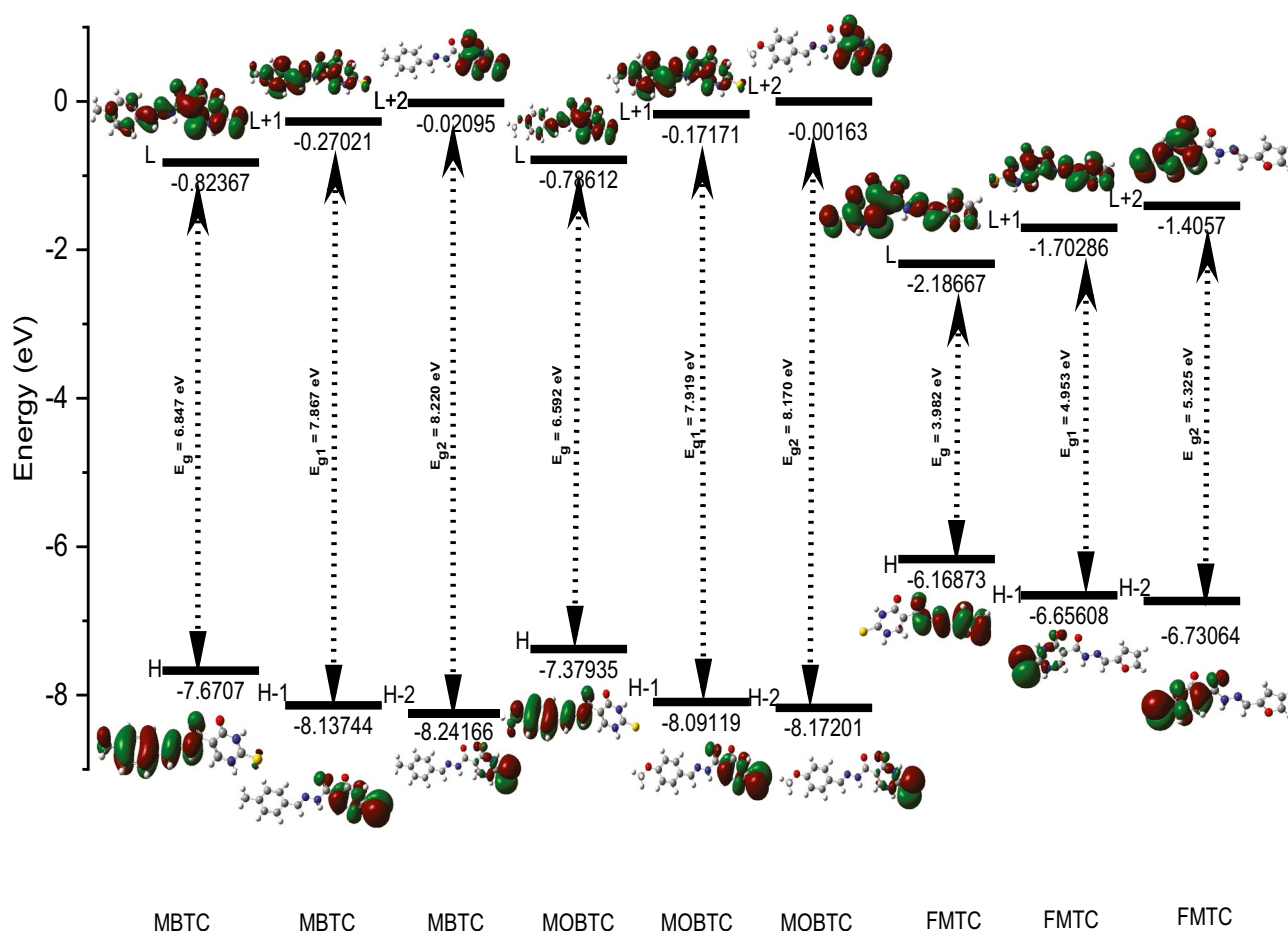 Energy (eV)
0
-2
-4
-6
-8
L
-0.82367
L+1
-0.27021
L+2
-0.02095
L
-0.78612
L+1
-0.17171
L+2
-0.00163
L
-2.18667
L+1
-1.70286
L+2
-1.4057
Eg = 6.847 eV
Eg1 = 7.867 eV
Eg2 = 8.220 eV
Eg = 6.592 eV
Eg1 = 7.919 eV
Eg2 = 8.170 eV
Eg = 3.982 eV
Eg1 = 4.953 eV
Eg2 = 5.325 eV
H
-7.6707
H-1
-8.13744
H-2
-8.24166
H
-7.37935
H-1
-8.09119
H-2
-8.17201
H
-6.16873
H-1
-6.65608
H-2
-6.73064
MBTC MBTC MBTC MOBTC MOBTC MOBTC FMTC FMTC FMTC